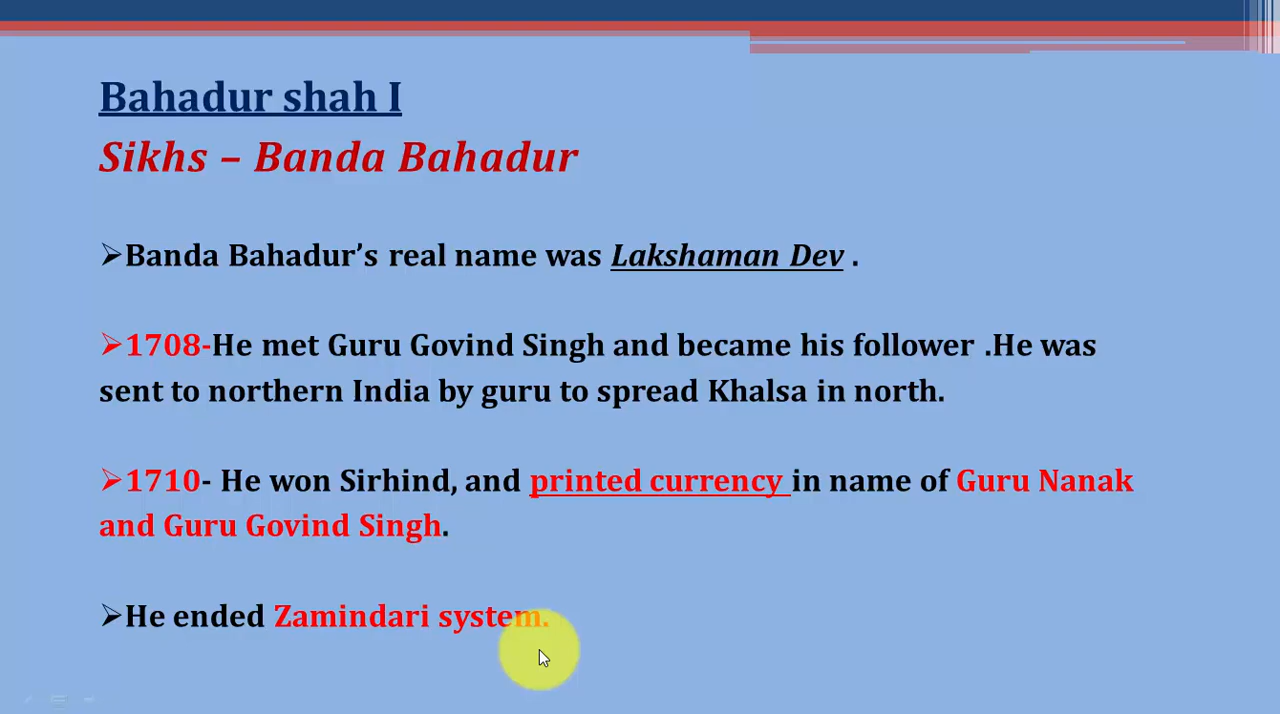 Bahadur shah I
Sikhs – Banda Bahadur
➢Banda Bahadur’s real name was Lakshaman Dev .
➢1708-He met Guru Govind Singh and became his follower .He was
sent to northern India by guru to spread Khalsa in north.
➢1710- He won Sirhind, and printed currency in name of Guru Nanak
and Guru Govind Singh.
➢He ended Zamindari system.